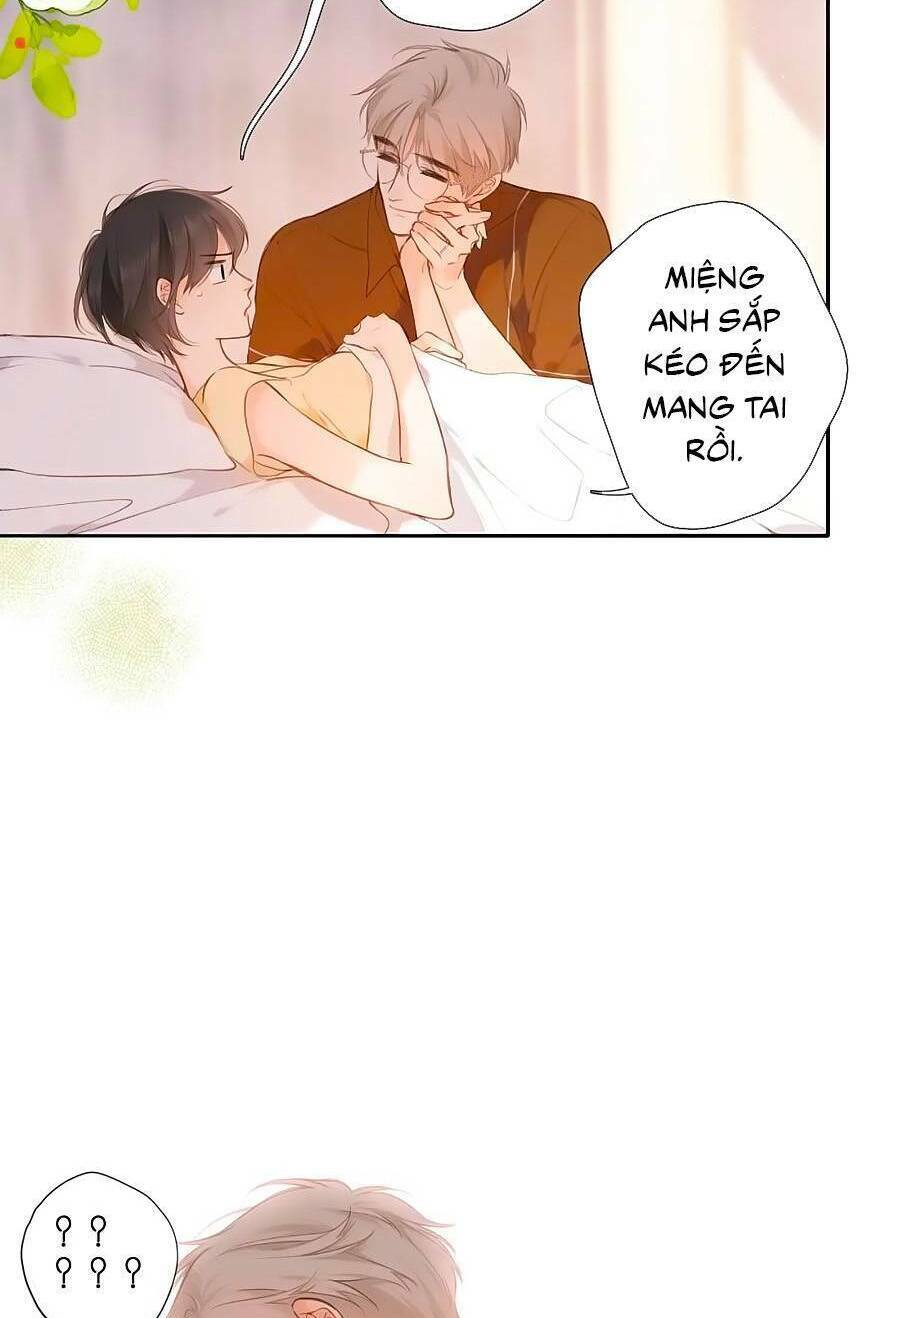 MIỆNG
ANH SẮP
KÉO ĐẾN
MANG TAI
RỒI.
? ?
? ? ?